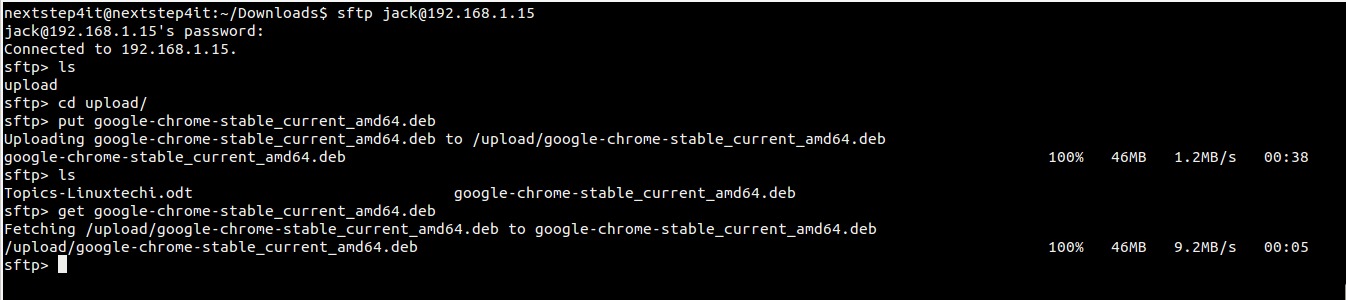 nextstep4it@nextstep4it:~/Downloads$ sftp jack@192.168.1.15
jack@192.168.1.15's password:
Connected to 192.168.1.15.
sftp> ls
upload
sftp> cd upload/
sftp> put google-chrome-stable_current_amd64.deb
Uploading google-chrome-stable_current_amd64.deb to /upload/google-chrome-stable_current_amd64.deb
google-chrome-stable_current_amd64.deb 100% 46MB 1.2MB/s 00:38
sftp> ls
Topics-Linuxtechi.odt google-chrome-stable_current_amd64.deb
sftp> get google-chrome-stable_current_amd64.deb
Fetching /upload/google-chrome-stable_current_amd64.deb to google-chrome-stable_current_amd64.deb
/upload/google-chrome-stable_current_amd64.deb 100% 46MB 9.2MB/s 00:05
sftp>